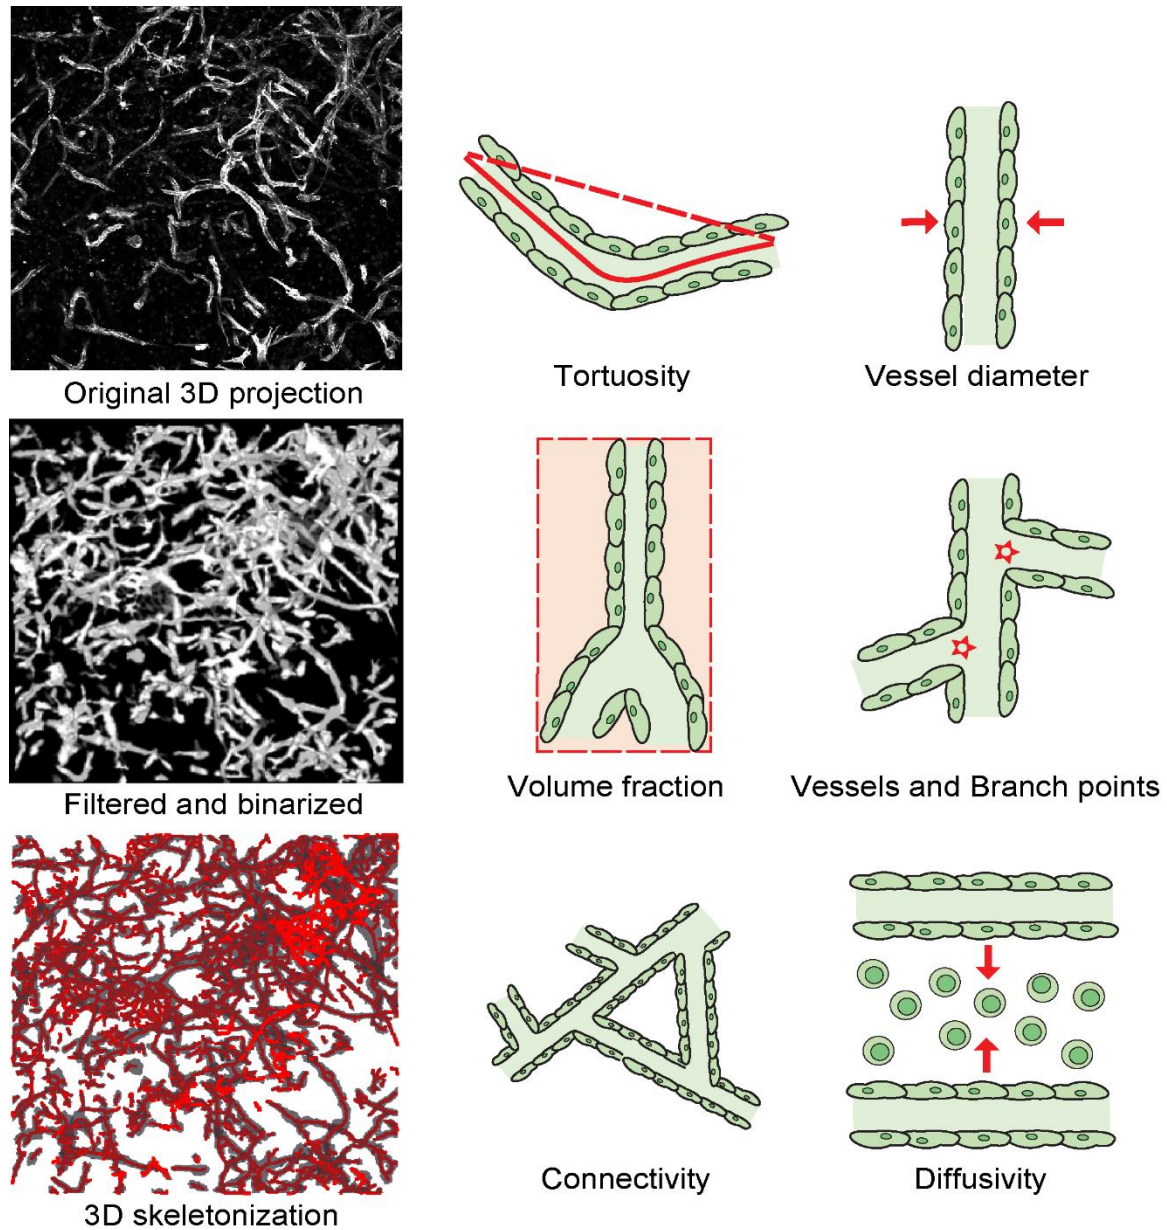 Original 3D projection
Tortuosity
Vessel diameter
Filtered and binarized
Volume fraction
Vessels and Branch points
3D skeletonization
Connectivity
Diffusivity